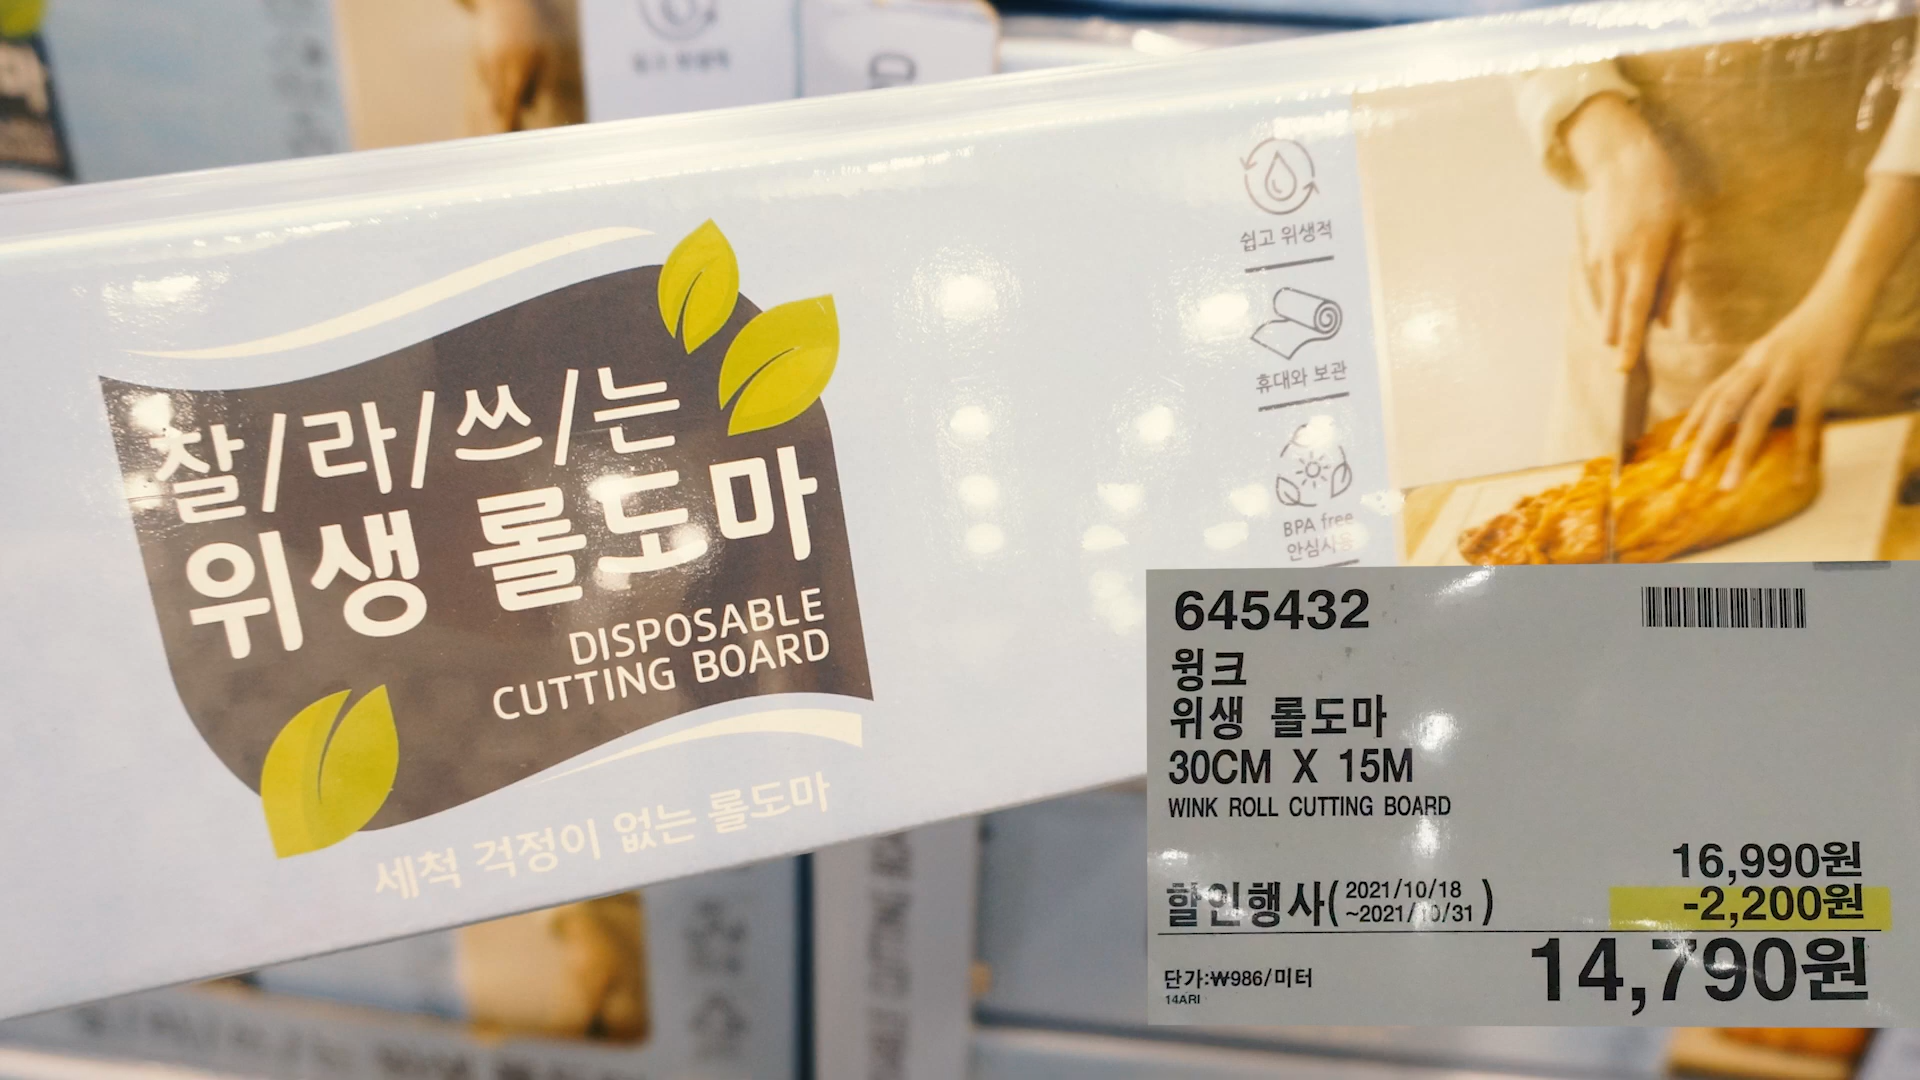 잘/라/쓰/는
위생 롤도마
DISPOSABLE
CUTTING BOARD
세척 걱정이 없는 롤도마
쉽고 위생적
휴대와 보관
BPA free
안심사용
645432
윙크
위생 롤도마
30CM X 15M
WINK ROLL CUTTING BOARD
16,990원
할인행사( 2021/10/18 ~2021/10/31 ) -2,200원
14,790원
단가:₩986/미터
14ARI